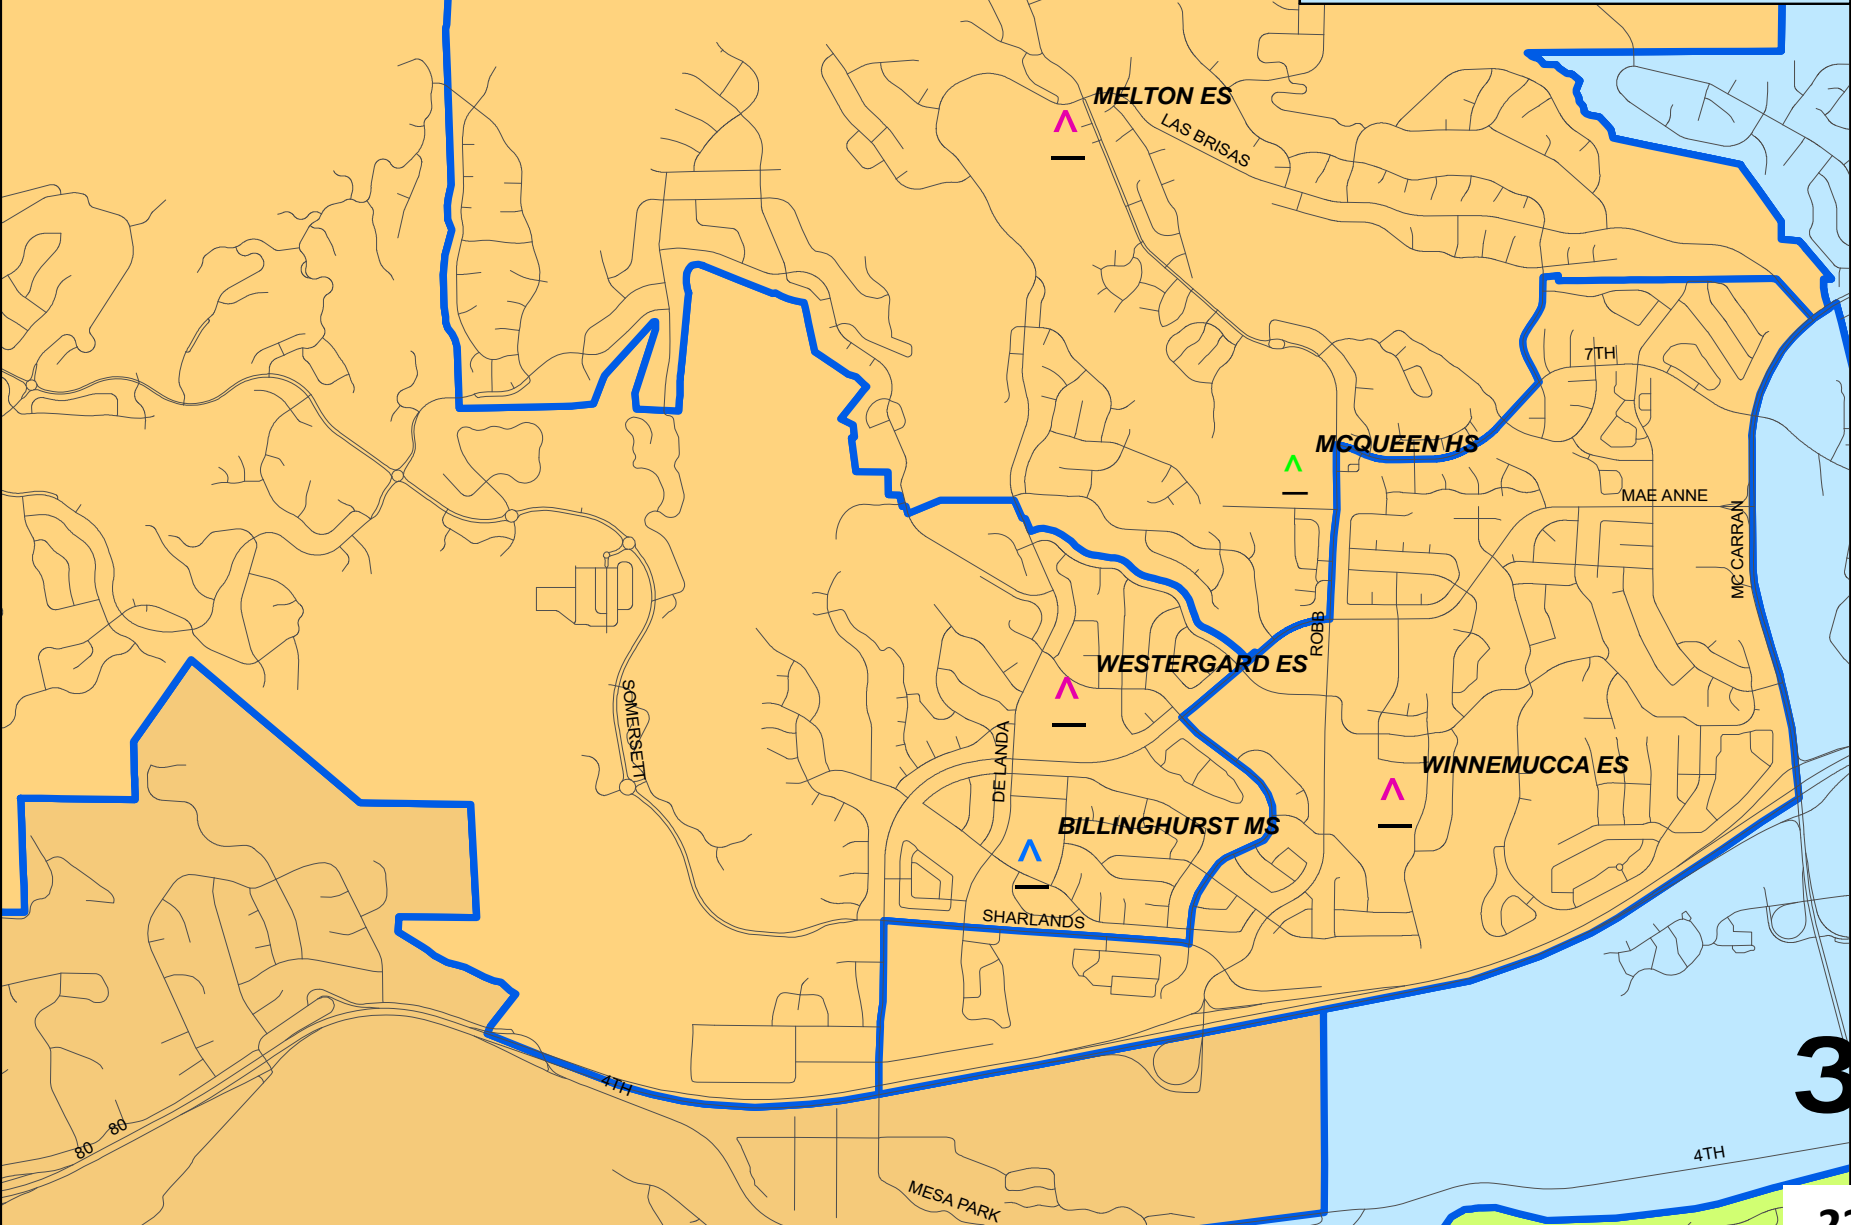 MELTON ES
LAS BRISAS
7TH
MCQUEEN HS
MAE ANNE
MC CARRAN
ROBB
WESTERGARD ES
SOMERSETT
DE LANDA
WINNEMUCCA ES
BILLINGHURST MS
SHARLANDS
3
4TH
80
80
4TH
MESA PARK